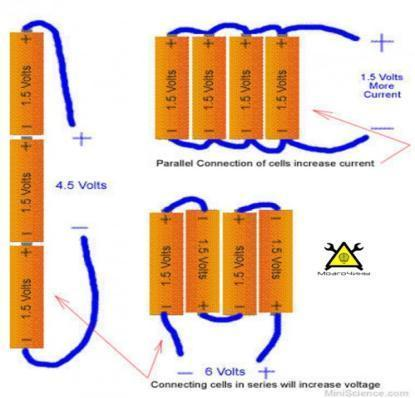 +
1.5 Volts
−
+
1.5 Volts
−
+
1.5 Volts
−
+
4.5 Volts
−
+ + + +
1.5 Volts 1.5 Volts 1.5 Volts 1.5 Volts
− − − −
+
1.5 Volts
More
Current
−
Parallel Connection of cells increase current
+ − + −
1.5 Volts 1.5 Volts 1.5 Volts 1.5 Volts
− + − +
МозгоЧины
− 6 Volts +
Connecting cells in series will increase voltage
MiniScience.com